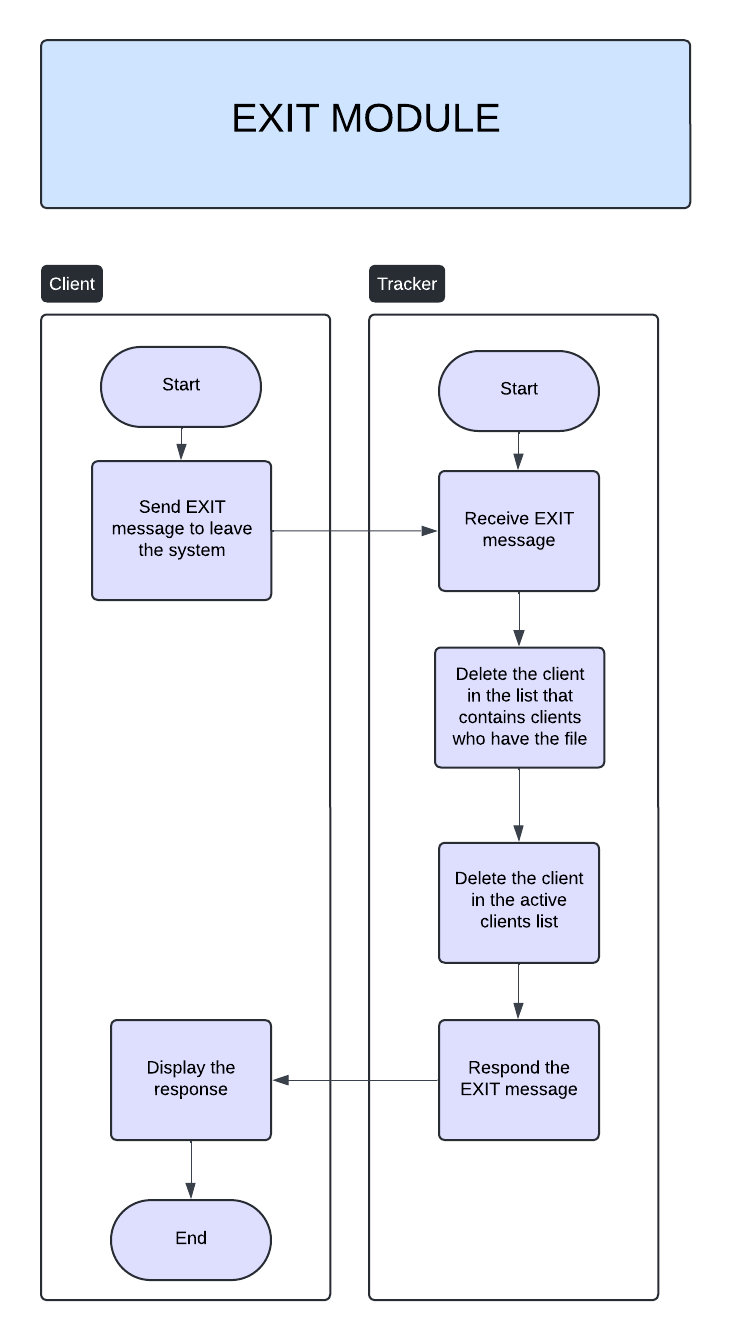 EXIT MODULE
Client
Tracker
Start
Start
Send EXIT
message to leave
the system
Receive EXIT
message
Delete the client
in the list that
contains clients
who have the file
Delete the client
in the active
clients list
Display the
response
Respond the
EXIT message
End